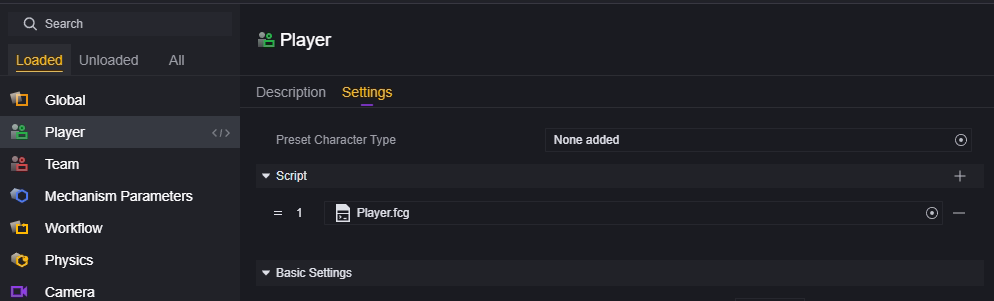 Search
Loaded
Unloaded
All
Global
Player
</>
Team
Mechanism Parameters
Workflow
Physics
Camera
Player
Description
Settings
Preset Character Type
None added
Script
1
Player.fcg
Basic Settings